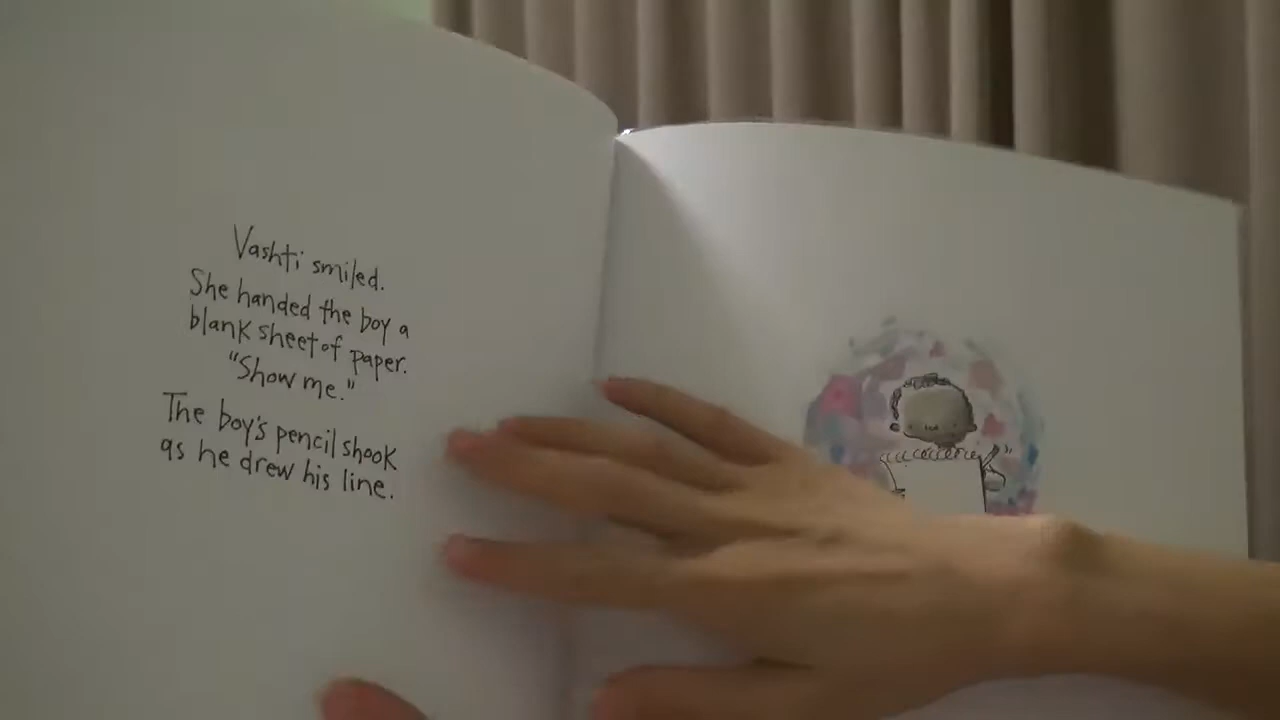 Vashti smiled.
She handed the boy a
blank sheet of paper.
"Show me."
The boy's pencil shook
as he drew his line.